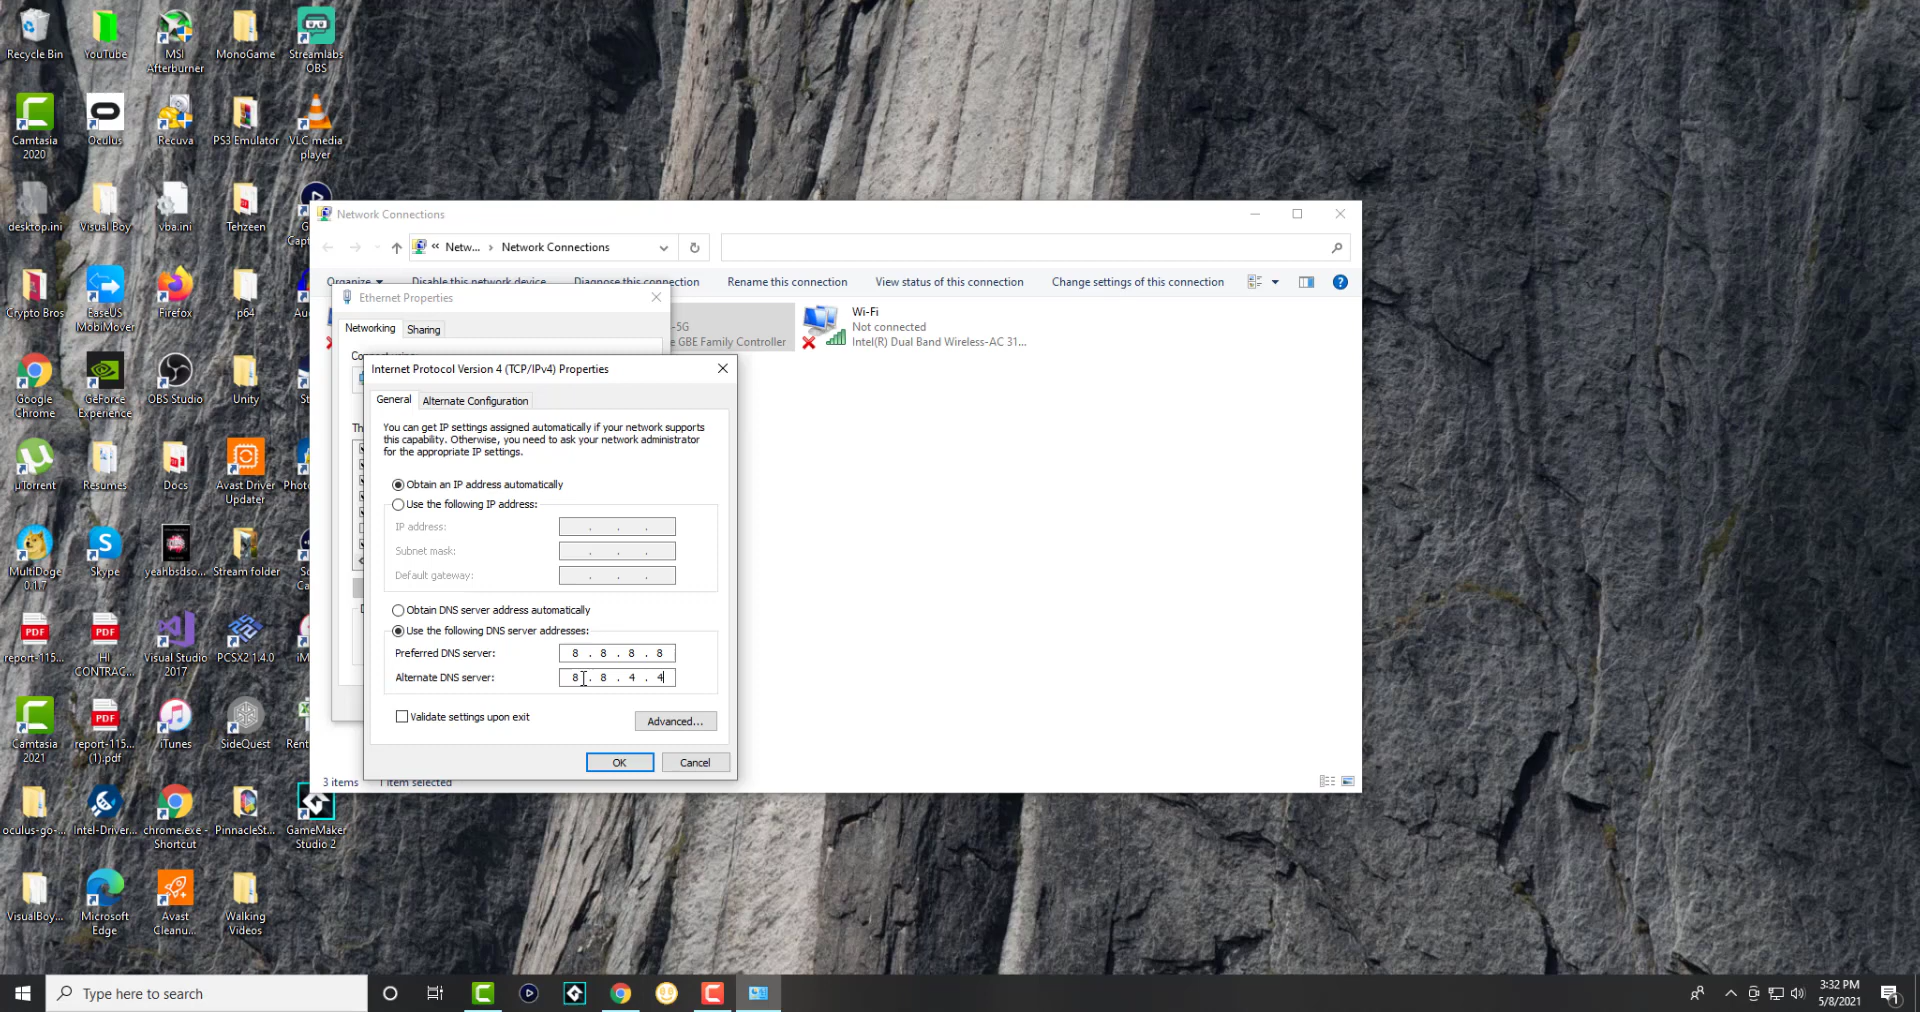 Recycle Bin
YouTube
MSI
Afterburner
MonoGame
Streamlabs
OBS
Camtasia
2020
Oculus
Recuva
PS3 Emulator
VLC media
player
desktop.ini
Visual Boy
vba.ini
Tehzeen
Crypto Bros
EaseUS
MobiMover
Firefox
p64
Google
Chrome
GeForce
Experience
OBS Studio
Unity
µTorrent
Resumes
Docs
Avast Driver
Updater
MultiDoge
0.1.7
Skype
yeahbsdso...
Stream folder
report-115...
HI
CONTRAC...
Visual Studio
2017
PCSX2 1.4.0
Camtasia
2021
report-115...
(1).pdf
iTunes
SideQuest
oculus-go-...
Intel-Driver...
chrome.exe -
Shortcut
PinnacleSt...
GameMaker
Studio 2
VisualBoy...
Microsoft
Edge
Avast
Cleanu...
Walking
Videos
Network Connections
« Netw... › Network Connections
Organize
Disable this network device
Diagnose this connection
Rename this connection
View status of this connection
Change settings of this connection
-5G
e GBE Family Controller
Wi-Fi
Not connected
Intel(R) Dual Band Wireless-AC 31...
Ethernet Properties
Networking
Sharing
Internet Protocol Version 4 (TCP/IPv4) Properties
General
Alternate Configuration
You can get IP settings assigned automatically if your network supports
this capability. Otherwise, you need to ask your network administrator
for the appropriate IP settings.
Obtain an IP address automatically
Use the following IP address:
IP address: . . .
Subnet mask: . . .
Default gateway: . . .
Obtain DNS server address automatically
Use the following DNS server addresses:
Preferred DNS server: 8 . 8 . 8 . 8
Alternate DNS server: 8 . 8 . 4 . 4
Validate settings upon exit
Advanced...
OK
Cancel
3 items
1 item selected
Type here to search
3:32 PM
5/8/2021
1